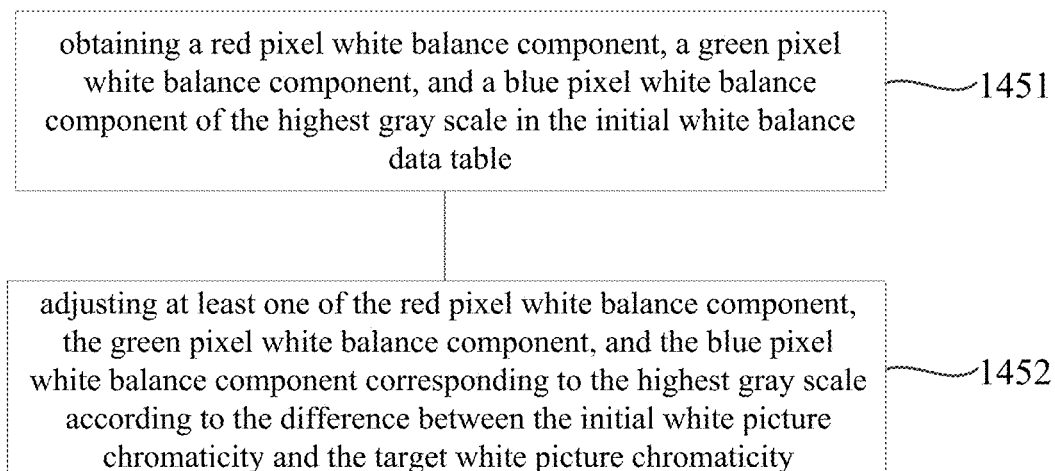 obtaining a red pixel white balance component, a green pixel
white balance component, and a blue pixel white balance
component of the highest gray scale in the initial white balance
data table
1451
adjusting at least one of the red pixel white balance component,
the green pixel white balance component, and the blue pixel
white balance component corresponding to the highest gray scale
according to the difference between the initial white picture
chromaticity and the target white picture chromaticity
1452